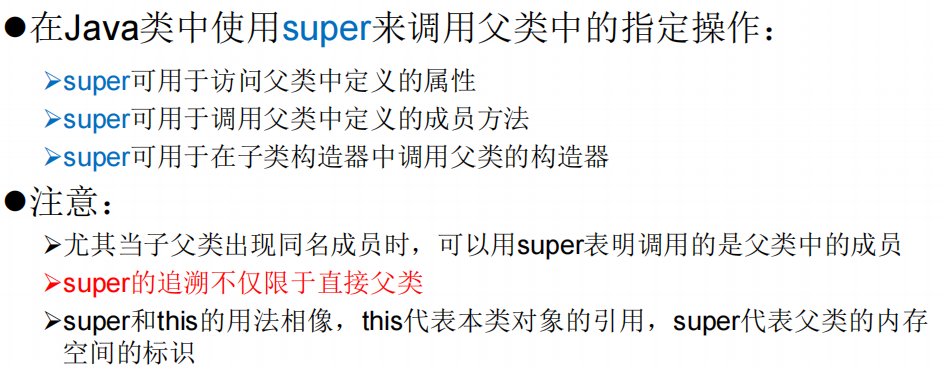 ●在Java类中使用super来调用父类中的指定操作：
➢super可用于访问父类中定义的属性
➢super可用于调用父类中定义的成员方法
➢super可用于在子类构造器中调用父类的构造器
●注意：
➢尤其当子父类出现同名成员时，可以用super表明调用的是父类中的成员
➢super的追溯不仅限于直接父类
➢super和this的用法相像，this代表本类对象的引用，super代表父类的内存
空间的标识